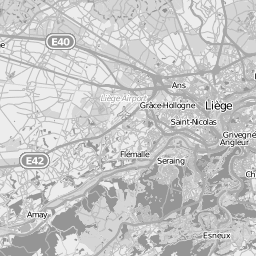 E40
Ans
Liège Airport
Grâce-Hollogne
Liège
Saint-Nicolas
Grivegnée
Angleur
Flémalle
E42
Seraing
Amay
Esneux